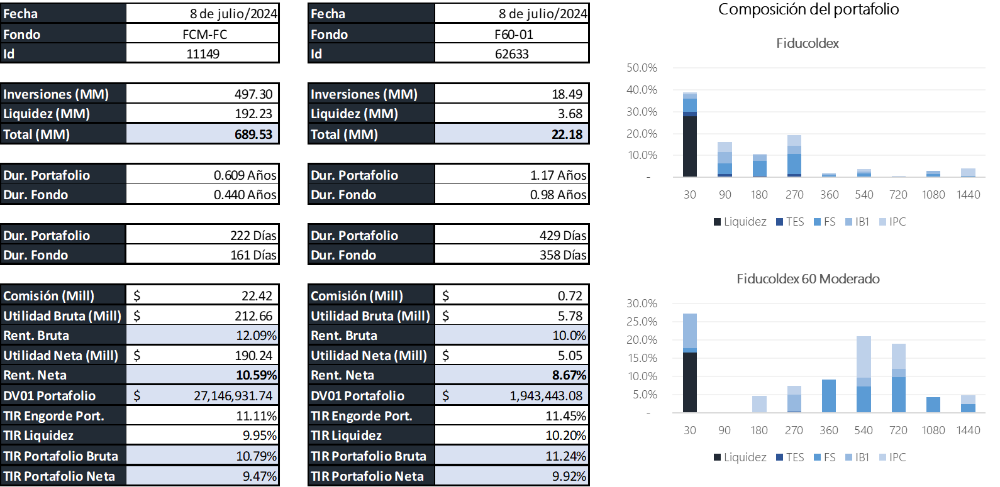 Fecha 8 de julio/2024
Fondo FCM-FC
Id 11149
Inversiones (MM) 497.30
Liquidez (MM) 192.23
Total (MM) 689.53
Dur. Portafolio 0.609 Años
Dur. Fondo 0.440 Años
Dur. Portafolio 222 Días
Dur. Fondo 161 Días
Comisión (Mill) $ 22.42
Utilidad Bruta (Mill) $ 212.66
Rent. Bruta 12.09%
Utilidad Neta (Mill) $ 190.24
Rent. Neta 10.59%
DV01 Portafolio $ 27,146,931.74
TIR Engorde Port. 11.11%
TIR Liquidez 9.95%
TIR Portafolio Bruta 10.79%
TIR Portafolio Neta 9.47%
Fecha 8 de julio/2024
Fondo F60-01
Id 62633
Inversiones (MM) 18.49
Liquidez (MM) 3.68
Total (MM) 22.18
Dur. Portafolio 1.17 Años
Dur. Fondo 0.98 Años
Dur. Portafolio 429 Días
Dur. Fondo 358 Días
Comisión (Mill) $ 0.72
Utilidad Bruta (Mill) $ 5.78
Rent. Bruta 10.0%
Utilidad Neta (Mill) $ 5.05
Rent. Neta 8.67%
DV01 Portafolio $ 1,943,443.08
TIR Engorde Port. 11.45%
TIR Liquidez 10.20%
TIR Portafolio Bruta 11.24%
TIR Portafolio Neta 9.92%
Composición del portafolio
Fiducoldex
50.0%
40.0%
30.0%
20.0%
10.0%
-
30 90 180 270 360 540 720 1080 1440
Liquidez TES FS IB1 IPC
Fiducoldex 60 Moderado
30.0%
25.0%
20.0%
15.0%
10.0%
5.0%
-
30 90 180 270 360 540 720 1080 1440
Liquidez TES FS IB1 IPC